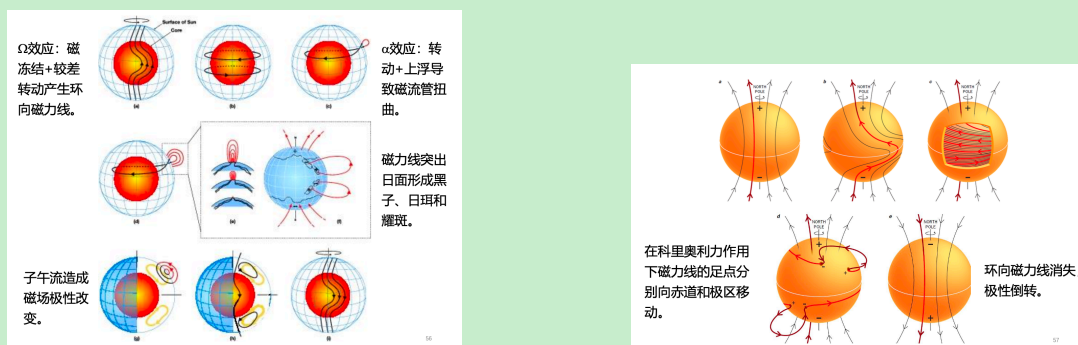 Ω效应：磁
冻结+较差
转动产生环
向磁力线。
Surface of Sun
Core
(a)
(b)
(c)
α效应：转
动+上浮导
致磁流管扭
曲。
(d)
(e)
(f)
磁力线突出
日面形成黑
子、日珥和
耀斑。
子午流造成
磁场极性改
变。
(g)
(h)
(i)
56
a
NORTH
POLE
+
−
b
NORTH
POLE
+
−
c
NORTH
POLE
+
−
在科里奥利力作用
下磁力线的足点分
别向赤道和极区移
动。
d
NORTH
POLE
+
−
e
NORTH
POLE
−
+
环向磁力线消失
极性倒转。
57